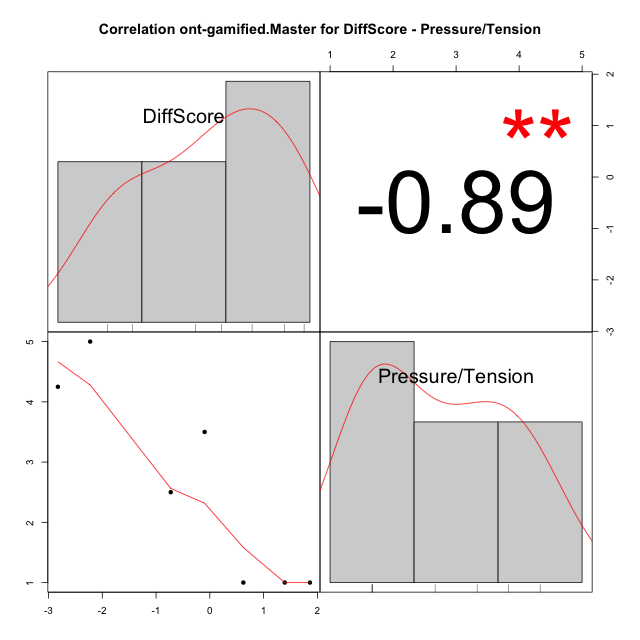 Correlation ont-gamified.Master for DiffScore - Pressure/Tension
1 2 3 4 5
DiffScore
**
-0.89
2
1
0
-1
-2
-3
5
4
3
2
1
Pressure/Tension
-3 -2 -1 0 1 2